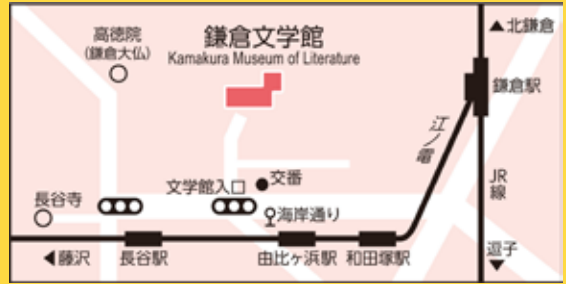 高徳院
(鎌倉大仏)
鎌倉文学館
Kamakura Museum of Literature
▲北鎌倉
鎌倉駅
江ノ電
JR線
文学館入口
交番
長谷寺
海岸通り
◀藤沢
長谷駅
由比ヶ浜駅
和田塚駅
逗子
▼